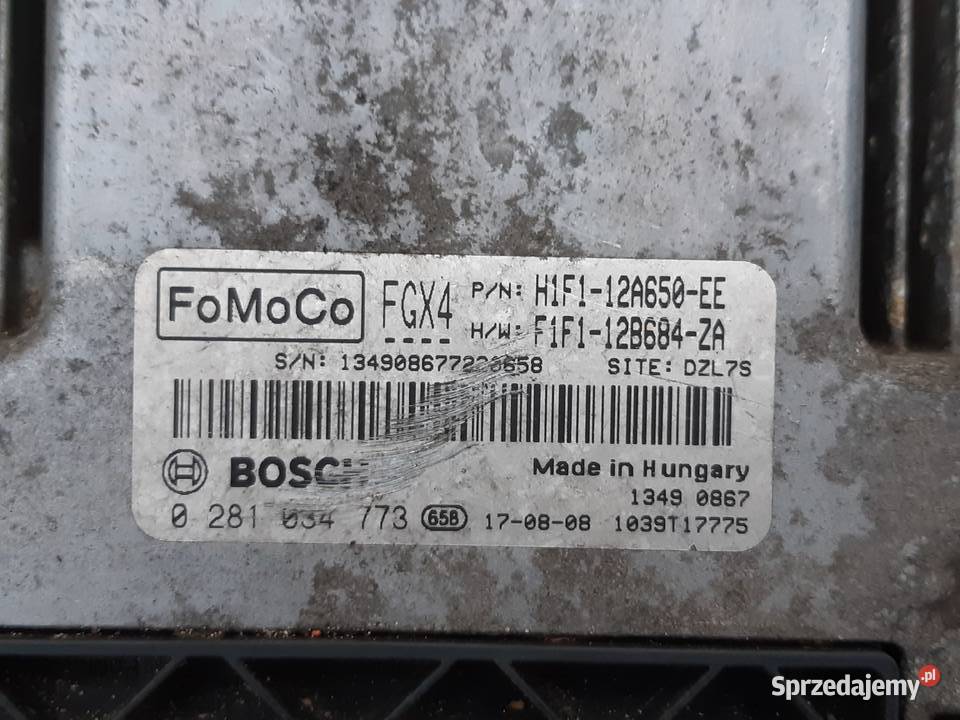 FoMoCo FGX4 P/N: H1F1-12A650-EE
H/W: F1F1-12B684-ZA
S/N: SITE: DZL7S
BOSCH Made in Hungary
1349 0867
0 281 034 773 658 17-08-08 1039T17775
Sprzedajemy.pl